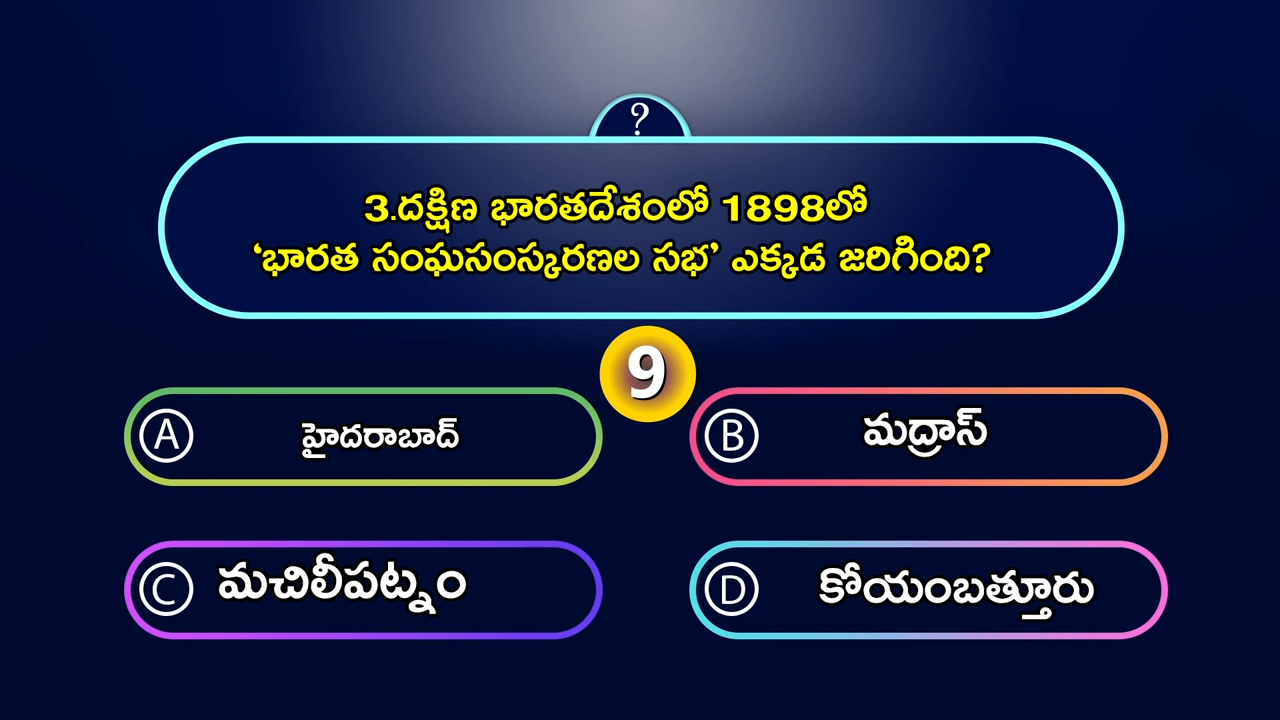 ?
3.దక్షిణ భారతదేశంలో 1898లో
‘భారత సంఘసంస్కరణల సభ’ ఎక్కడ జరిగింది?
9
A హైదరాబాద్
B మద్రాస్
C మచిలీపట్నం
D కోయంబత్తూరు